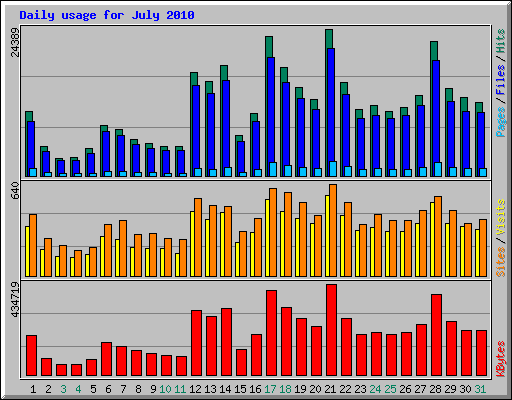 Daily usage for July 2010
24389
640
434719
Pages / Files / Hits
Sites / Visits
KBytes
1 2 3 4 5 6 7 8 9 10 11 12 13 14 15 16 17 18 19 20 21 22 23 24 25 26 27 28 29 30 31